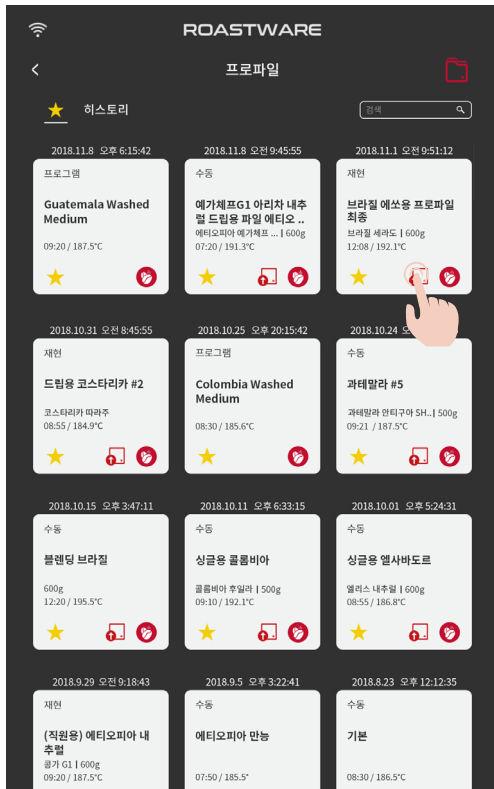 ROASTWARE
프로파일
히스토리
검색
2018.11.8 오후 6:15:42
프로그램
Guatemala Washed
Medium
09:20 / 187.5℃
2018.11.8 오전 9:45:55
수동
예가체프G1 아리차 내추
럴 드립용 파일 에티오 ..
에티오피아 예가체프 ... | 600g
07:20 / 191.3℃
2018.11.1 오전 9:51:12
재현
브라질 에쏘용 프로파일
최종
브라질 세라도 | 600g
12:08 / 192.1℃
2018.10.31 오전 8:45:55
재현
드립용 코스타리카 #2
코스타리카 따라주
08:55 / 184.9℃
2018.10.25 오후 20:15:42
프로그램
Colombia Washed
Medium
08:30 / 185.6℃
2018.10.24
수동
과테말라 #5
과테말라 안티구아 SH..| 500g
09:21 / 187.5℃
2018.10.15 오후 3:47:11
수동
블렌딩 브라질
600g
12:20 / 195.5℃
2018.10.11 오후 6:33:15
수동
싱글용 콜롬비아
콜롬비아 후일라 | 500g
09:10 / 192.1℃
2018.10.01 오후 5:24:31
수동
싱글용 엘사바도르
엘리스 내추럴 | 600g
08:55 / 186.8℃
2018.9.29 오전 9:18:43
재현
(직원용) 에티오피아 내
추럴
콩가 G1 | 600g
09:20 / 187.5℃
2018.9.5 오후 3:22:41
수동
에티오피아 만능
07:50 / 185.5°
2018.8.23 오후 12:12:35
수동
기본
08:30 / 186.5℃